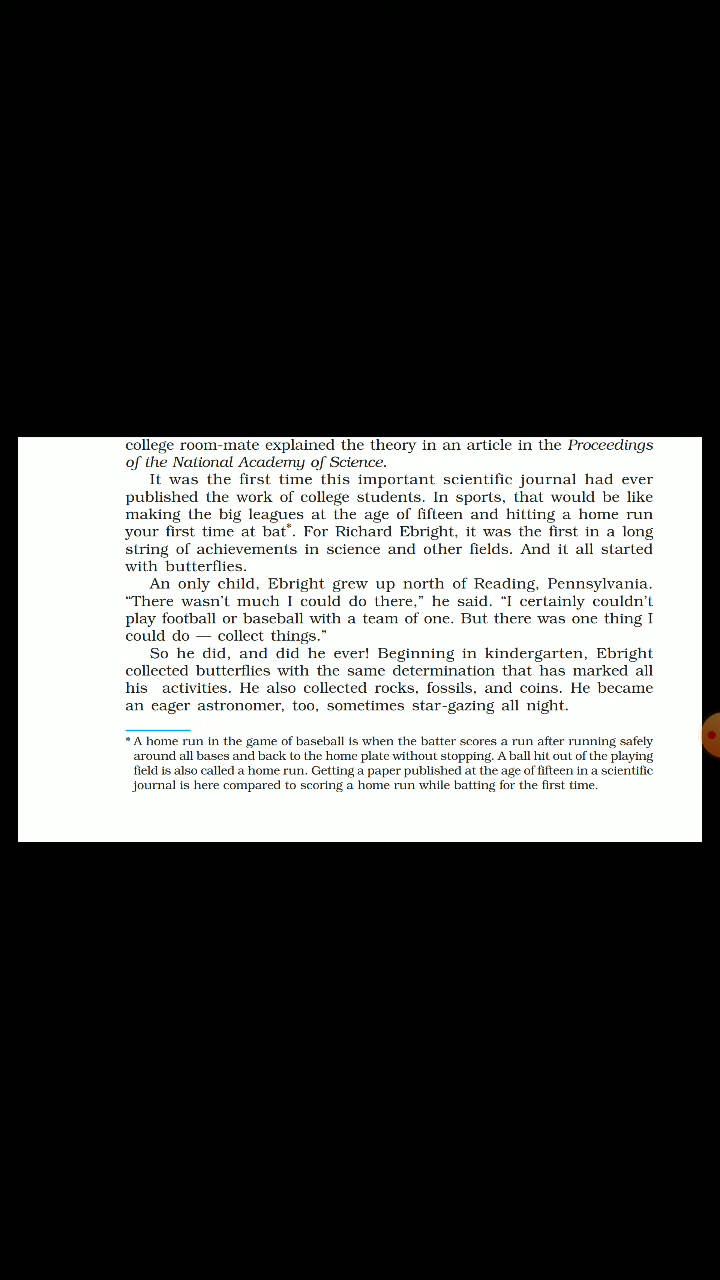 college room-mate explained the theory in an article in the Proceedings
of the National Academy of Science.
It was the first time this important scientific journal had ever
published the work of college students. In sports, that would be like
making the big leagues at the age of fifteen and hitting a home run
your first time at bat*. For Richard Ebright, it was the first in a long
string of achievements in science and other fields. And it all started
with butterflies.
An only child, Ebright grew up north of Reading, Pennsylvania.
“There wasn’t much I could do there,” he said. “I certainly couldn’t
play football or baseball with a team of one. But there was one thing I
could do — collect things.”
So he did, and did he ever! Beginning in kindergarten, Ebright
collected butterflies with the same determination that has marked all
his activities. He also collected rocks, fossils, and coins. He became
an eager astronomer, too, sometimes star-gazing all night.
* A home run in the game of baseball is when the batter scores a run after running safely
around all bases and back to the home plate without stopping. A ball hit out of the playing
field is also called a home run. Getting a paper published at the age of fifteen in a scientific
journal is here compared to scoring a home run while batting for the first time.